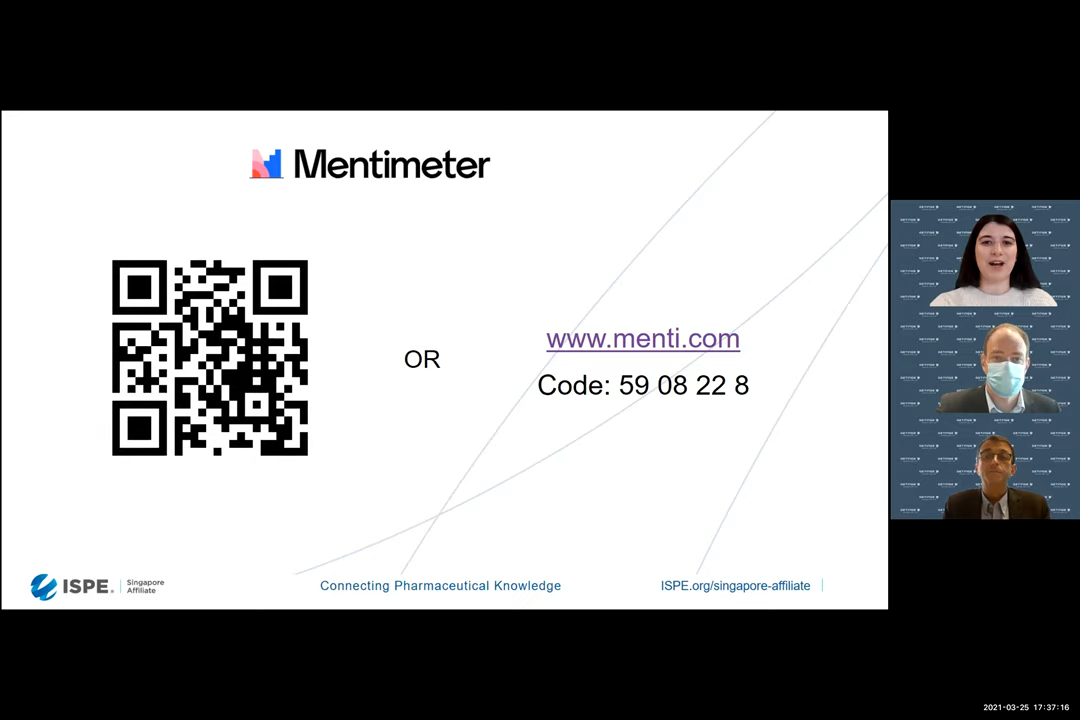 Mentimeter
OR
www.menti.com
Code: 59 08 22 8
ISPE.
Singapore
Affiliate
Connecting Pharmaceutical Knowledge
ISPE.org/singapore-affiliate
2021-03-25 17:37:16